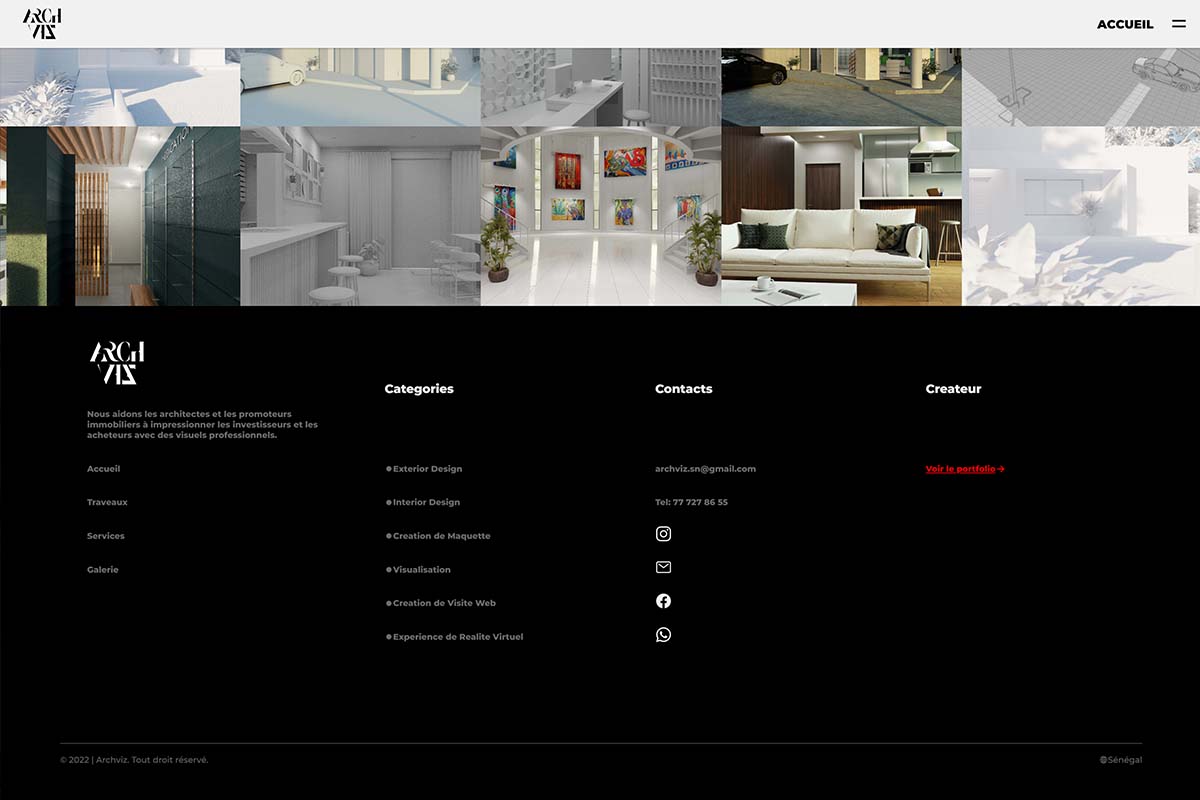 ARCH
VIZ
ACCUEIL
ARCH
VIZ
Nous aidons les architectes et les promoteurs
immobiliers à impressionner les investisseurs et les
acheteurs avec des visuels professionnels.
Accueil
Traveaux
Services
Galerie
Categories
Exterior Design
Interior Design
Creation de Maquette
Visualisation
Creation de Visite Web
Experience de Realite Virtuel
Contacts
archviz.sn@gmail.com
Tel: 77 727 86 55
Createur
Voir le portfolio→
© 2022 | Archviz. Tout droit réservé.
Sénégal